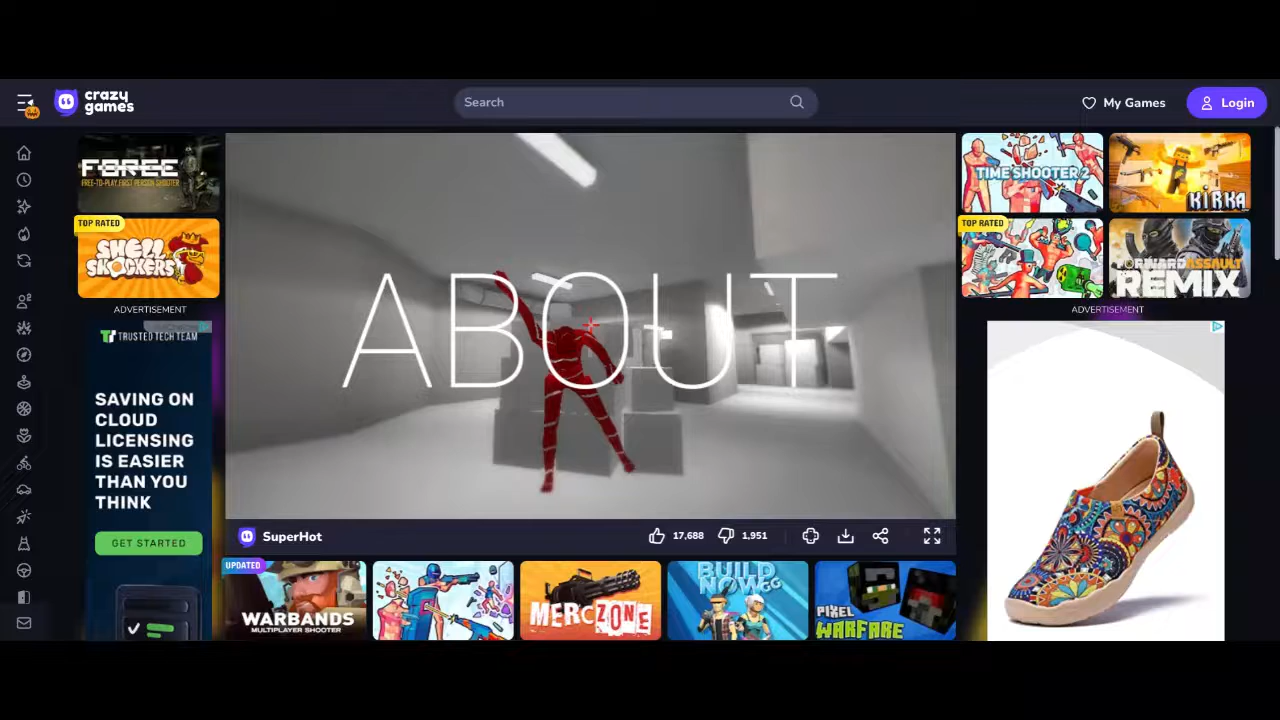 crazy
games
Search
My Games
Login
FORCE
FREE-TO-PLAY, FIRST PERSON SHOOTER
TOP RATED
SHELL
SHOCKERS
ADVERTISEMENT
TRUSTED TECH TEAM
SAVING ON
CLOUD
LICENSING
IS EASIER
THAN YOU
THINK
GET STARTED
ABOUT
SuperHot
17,688
1,951
UPDATED
WARBANDS
MULTIPLAYER SHOOTER
MERCZONE
BUILD
NOW GG
PIXEL
WARFARE
TIME SHOOTER 2
KIRKA
TOP RATED
FORWARD ASSAULT
REMIX
ADVERTISEMENT